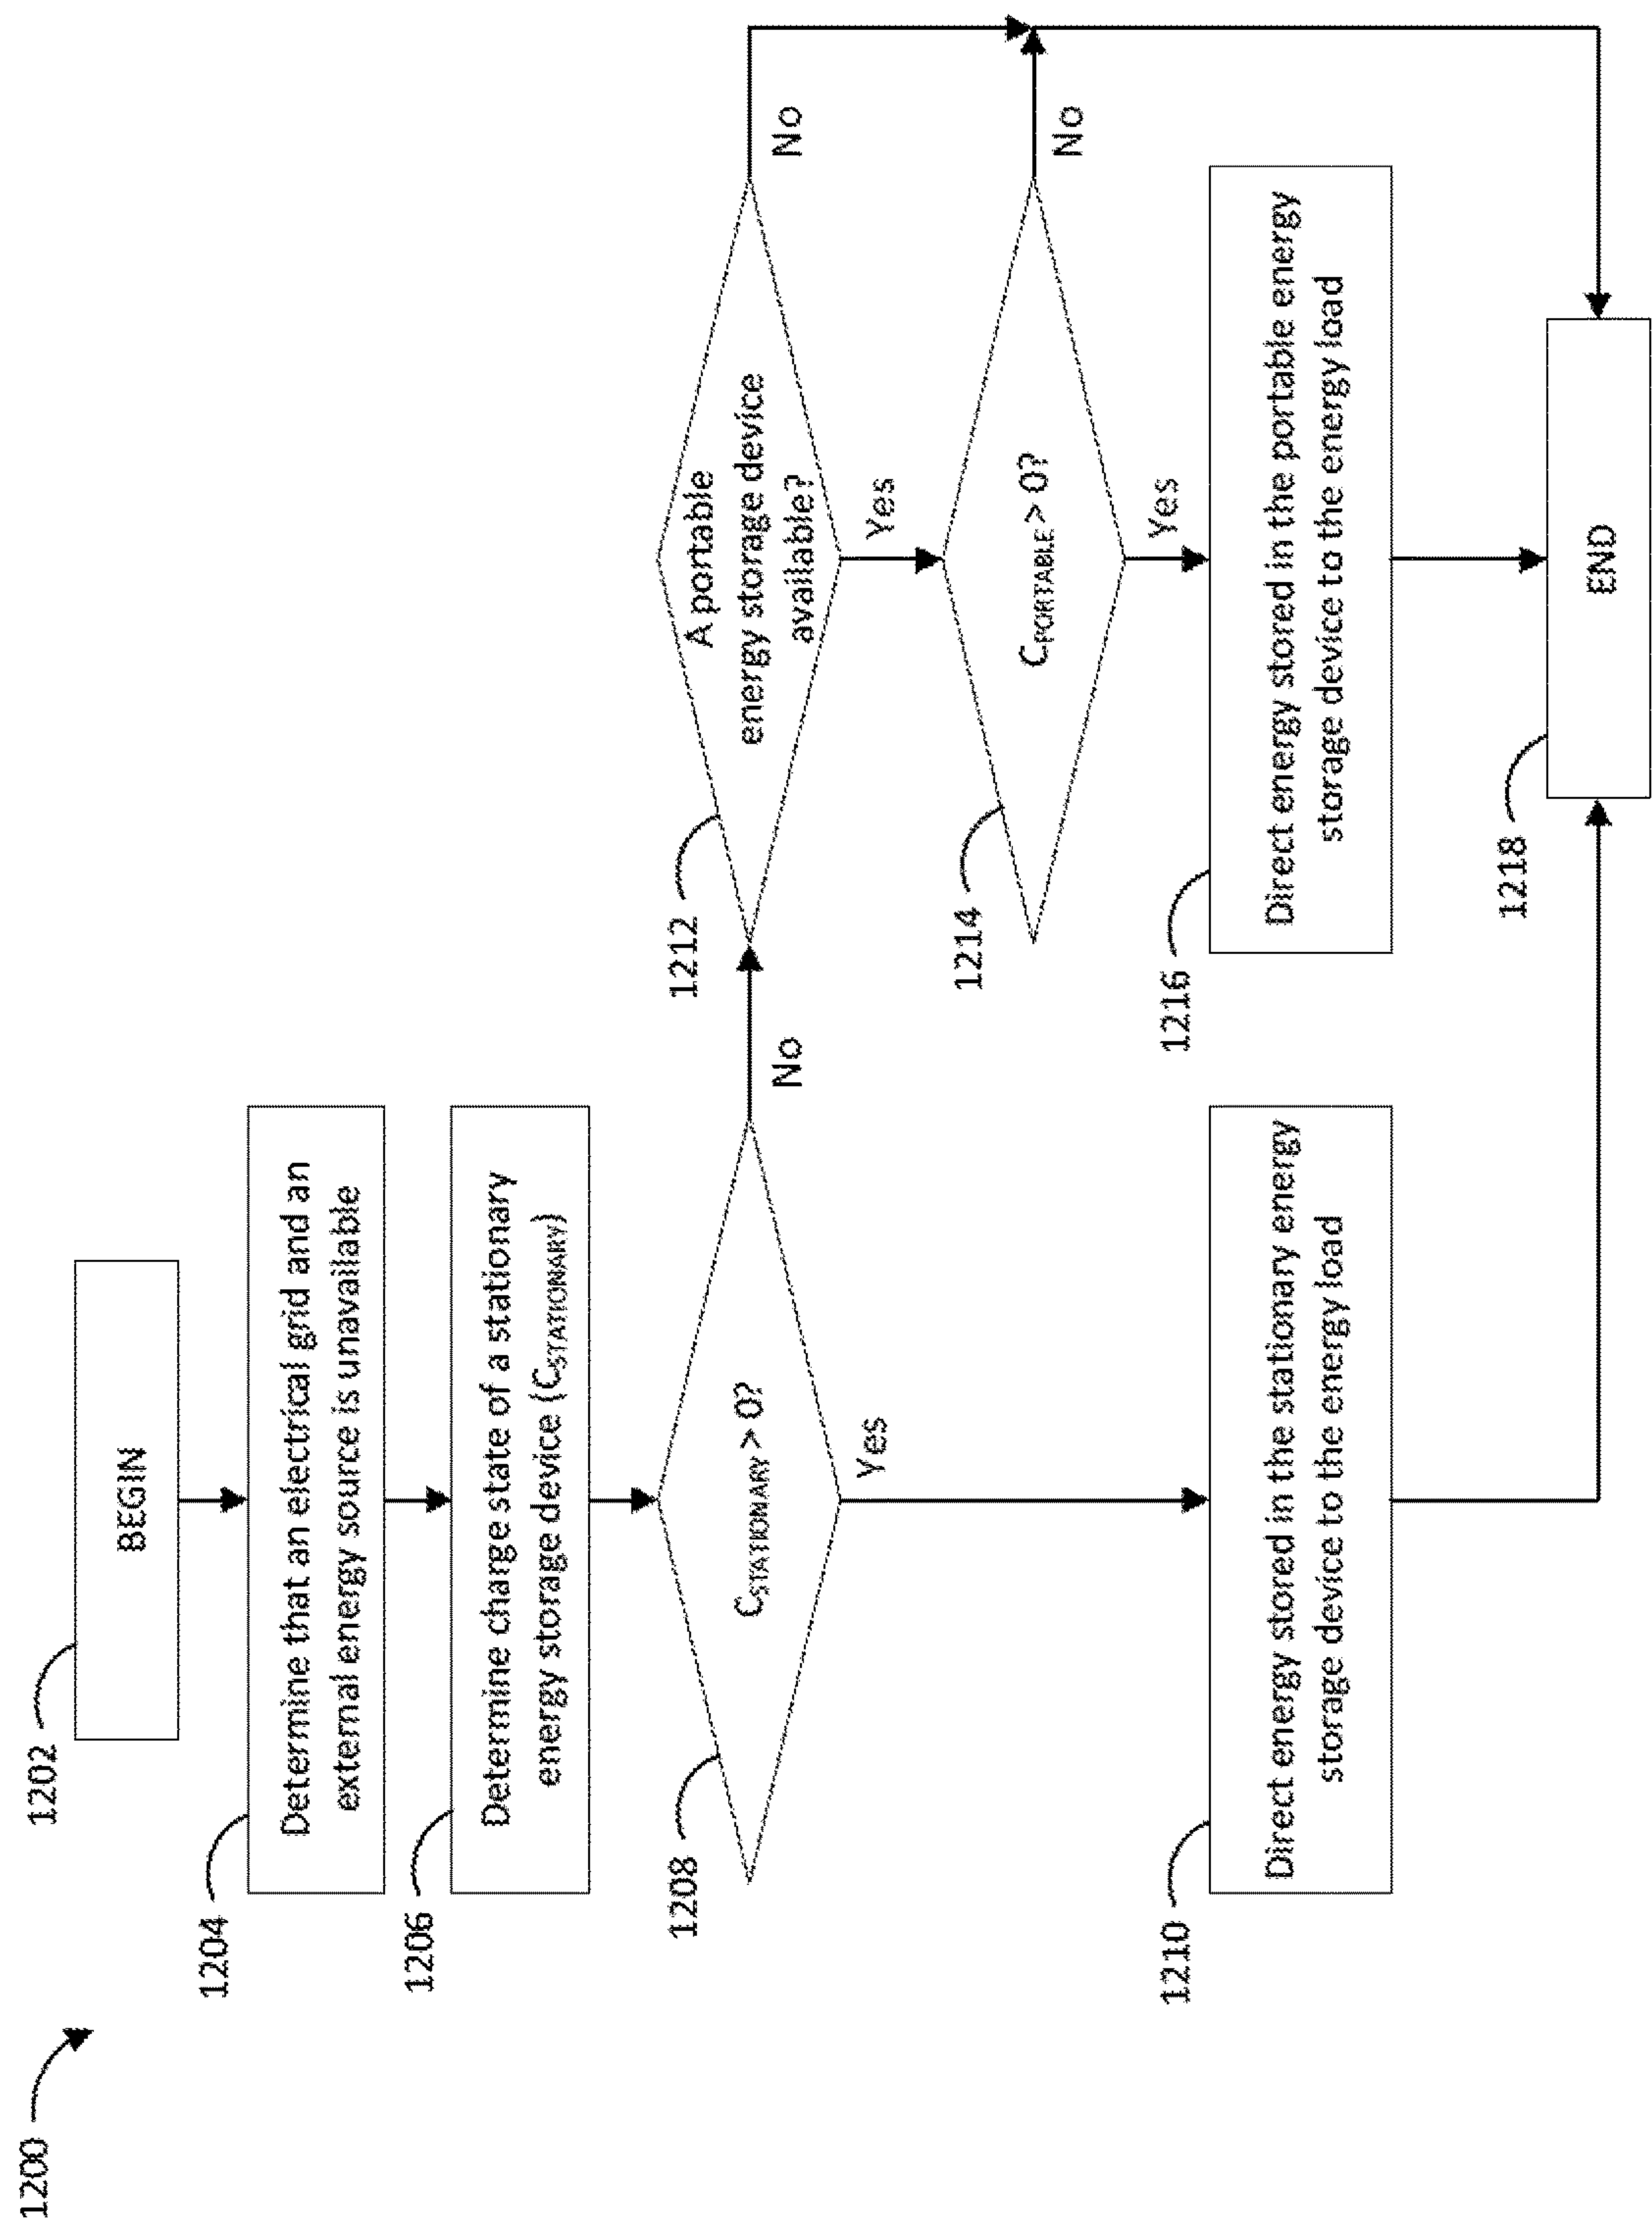 1200
1202
BEGIN
1204
Determine that an electrical grid and an
external energy source is unavailable
1206
Determine charge state of a stationary
energy storage device (CSTATIONARY)
1208
CSTATIONARY > 0?
No
Yes
1212
A portable
energy storage device
available?
No
Yes
1214
CPORTABLE > 0?
No
Yes
1210
Direct energy stored in the stationary energy
storage device to the energy load
1216
Direct energy stored in the portable energy
storage device to the energy load
1218
END